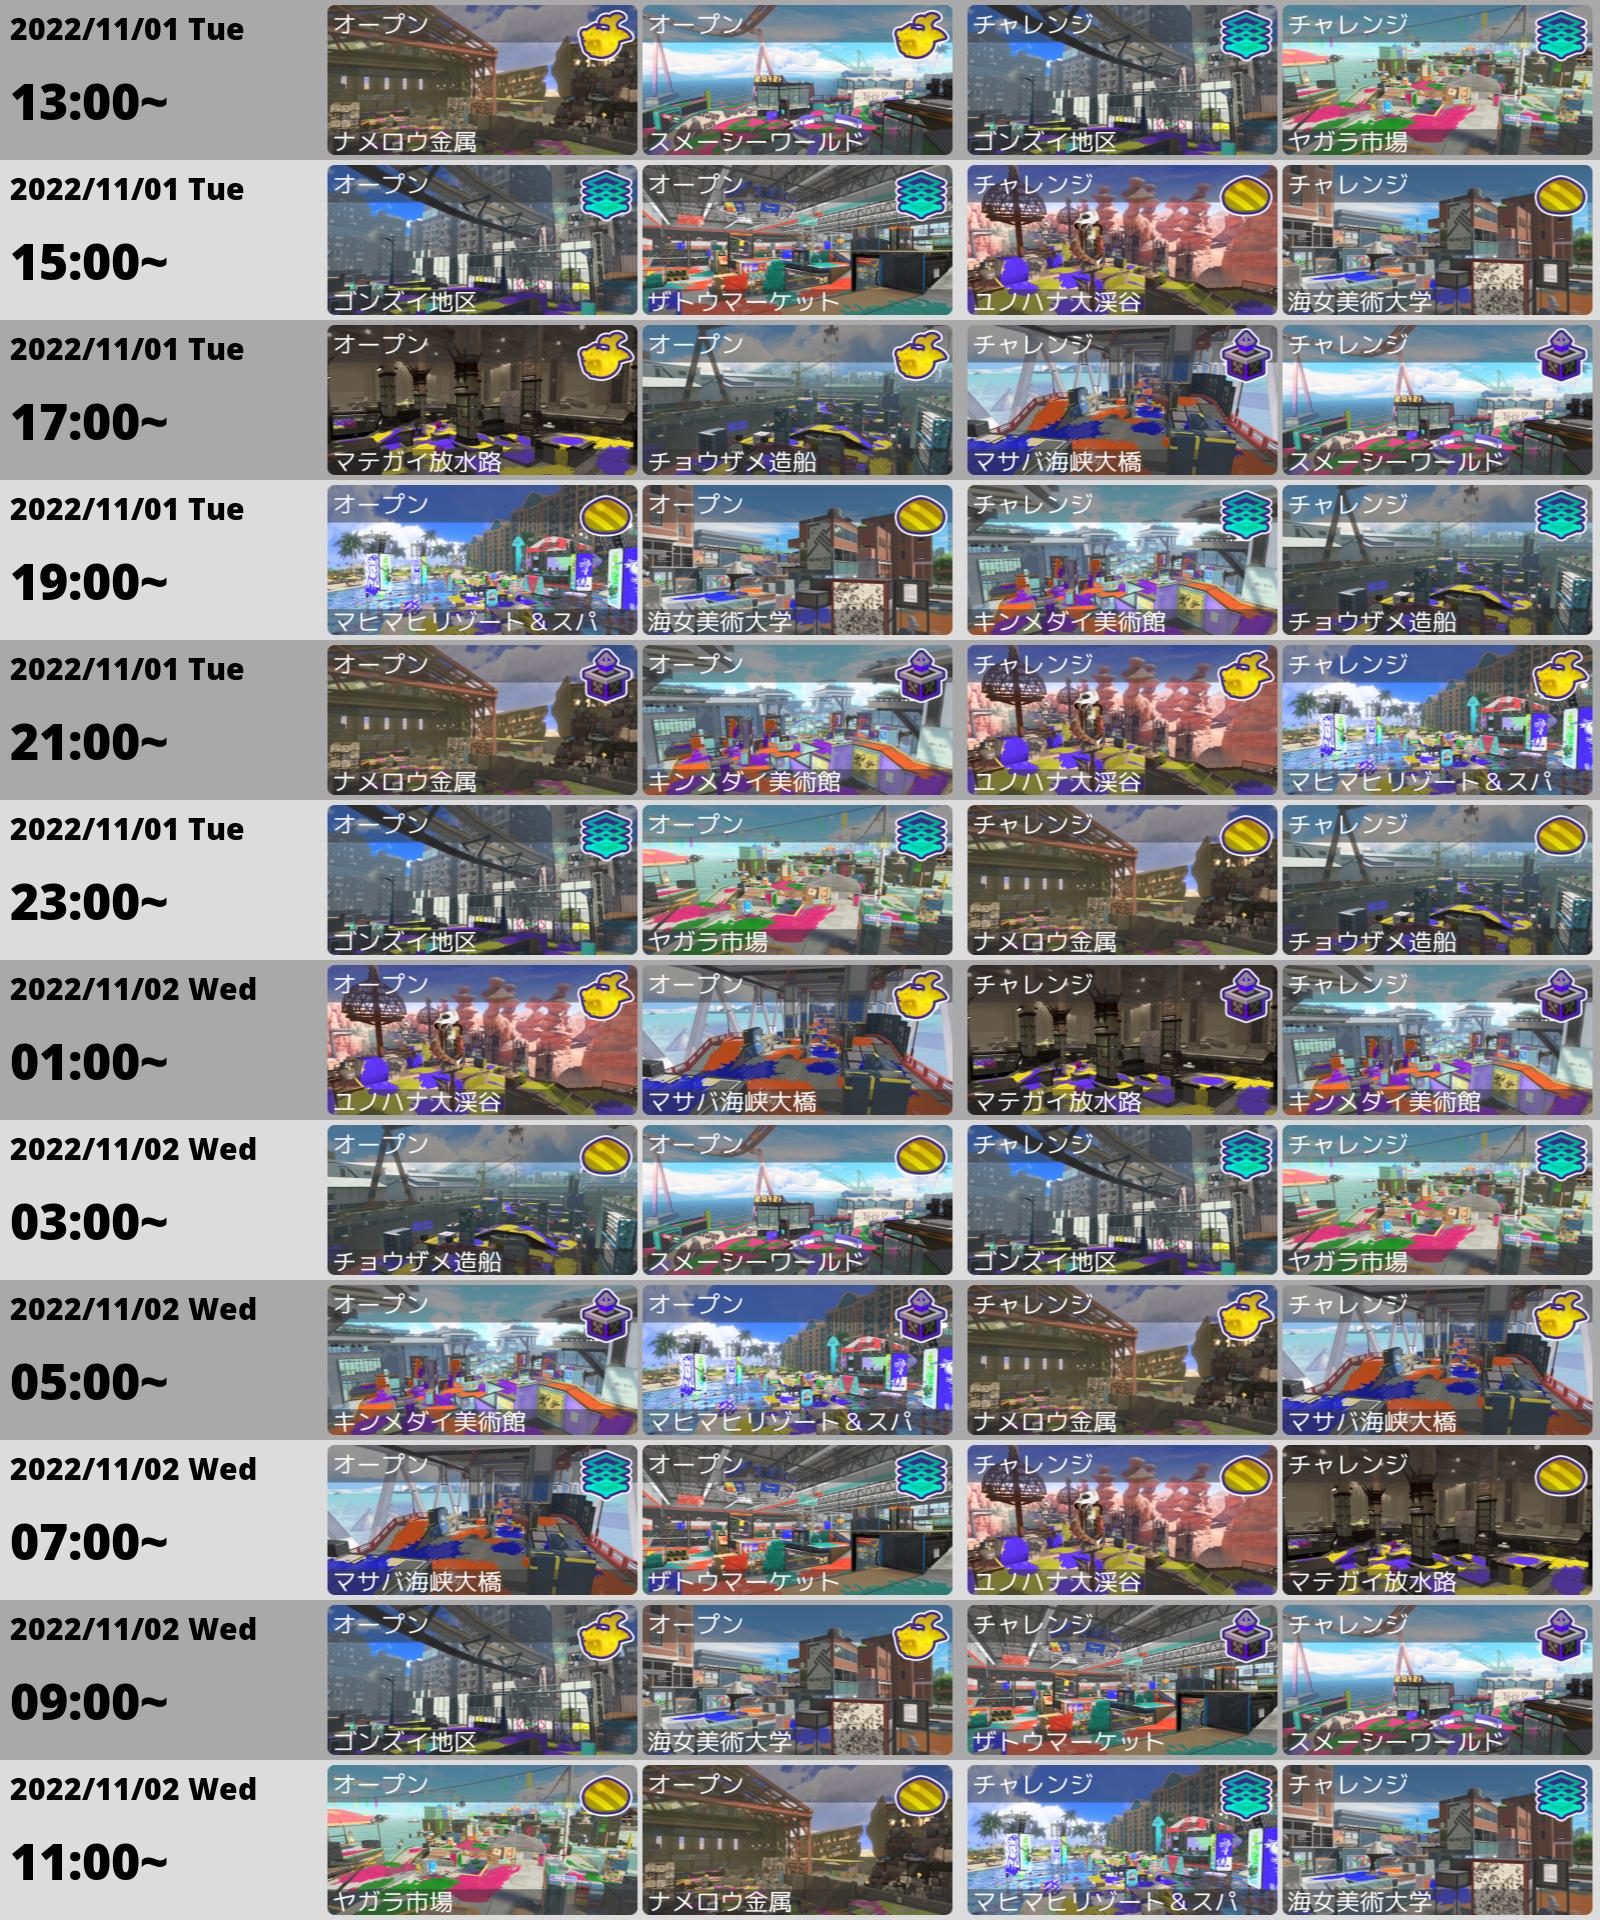 2022/11/01 Tue
13:00~
オープン
ナメロウ金属
オープン
スメーシーワールド
チャレンジ
ゴンズイ地区
チャレンジ
ヤガラ市場
2022/11/01 Tue
15:00~
オープン
ゴンズイ地区
オープン
ザトウマーケット
チャレンジ
ユノハナ大渓谷
チャレンジ
海女美術大学
2022/11/01 Tue
17:00~
オープン
マテガイ放水路
オープン
チョウザメ造船
チャレンジ
マサバ海峡大橋
チャレンジ
スメーシーワールド
2022/11/01 Tue
19:00~
オープン
マヒマヒリゾート＆スパ
オープン
海女美術大学
チャレンジ
キンメダイ美術館
チャレンジ
チョウザメ造船
2022/11/01 Tue
21:00~
オープン
ナメロウ金属
オープン
キンメダイ美術館
チャレンジ
ユノハナ大渓谷
チャレンジ
マヒマヒリゾート＆スパ
2022/11/01 Tue
23:00~
オープン
ゴンズイ地区
オープン
ヤガラ市場
チャレンジ
ナメロウ金属
チャレンジ
チョウザメ造船
2022/11/02 Wed
01:00~
オープン
ユノハナ大渓谷
オープン
マサバ海峡大橋
チャレンジ
マテガイ放水路
チャレンジ
キンメダイ美術館
2022/11/02 Wed
03:00~
オープン
チョウザメ造船
オープン
スメーシーワールド
チャレンジ
ゴンズイ地区
チャレンジ
ヤガラ市場
2022/11/02 Wed
05:00~
オープン
キンメダイ美術館
オープン
マヒマヒリゾート＆スパ
チャレンジ
ナメロウ金属
チャレンジ
マサバ海峡大橋
2022/11/02 Wed
07:00~
オープン
マサバ海峡大橋
オープン
ザトウマーケット
チャレンジ
ユノハナ大渓谷
チャレンジ
マテガイ放水路
2022/11/02 Wed
09:00~
オープン
ゴンズイ地区
オープン
海女美術大学
チャレンジ
ザトウマーケット
チャレンジ
スメーシーワールド
2022/11/02 Wed
11:00~
オープン
ヤガラ市場
オープン
ナメロウ金属
チャレンジ
マヒマヒリゾート＆スパ
チャレンジ
海女美術大学